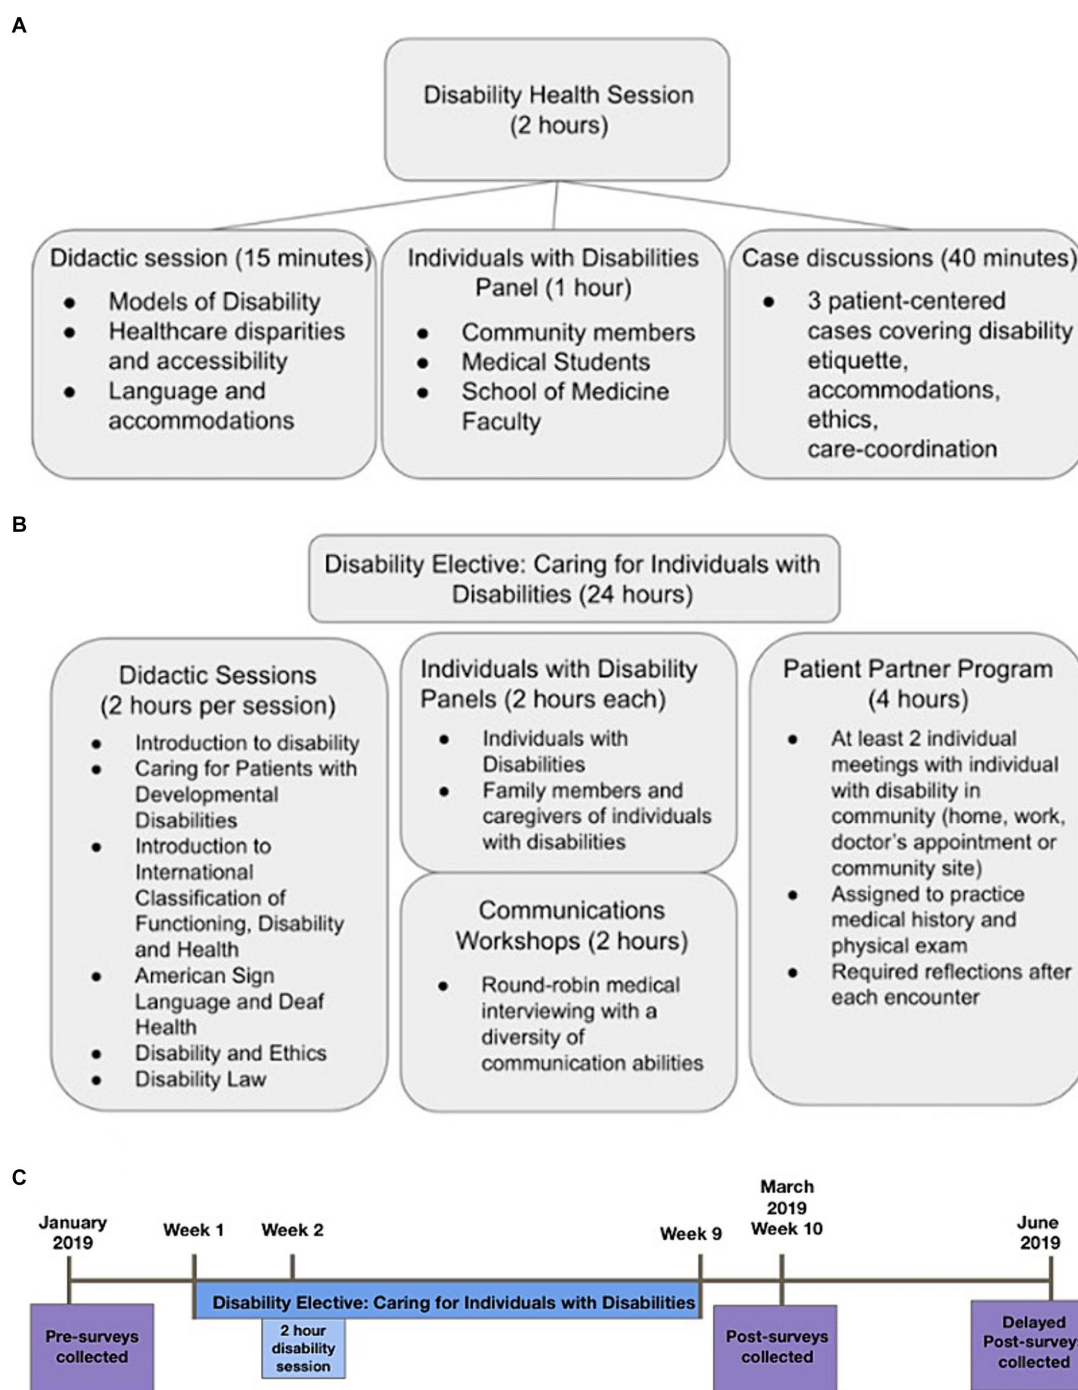 A
Disability Health Session
(2 hours)
Didactic session (15 minutes)
● Models of Disability
● Healthcare disparities
and accessibility
● Language and
accommodations
Individuals with Disabilities
Panel (1 hour)
● Community members
● Medical Students
● School of Medicine
Faculty
Case discussions (40 minutes)
● 3 patient-centered
cases covering disability
etiquette,
accommodations,
ethics,
care-coordination
B
Disability Elective: Caring for Individuals with
Disabilities (24 hours)
Didactic Sessions
(2 hours per session)
● Introduction to disability
● Caring for Patients with
Developmental
Disabilities
● Introduction to
International
Classification of
Functioning, Disability
and Health
● American Sign
Language and Deaf
Health
● Disability and Ethics
● Disability Law
Individuals with Disability
Panels (2 hours each)
● Individuals with
Disabilities
● Family members and
caregivers of individuals
with disabilities
Communications
Workshops (2 hours)
● Round-robin medical
interviewing with a
diversity of
communication abilities
Patient Partner Program
(4 hours)
● At least 2 individual
meetings with individual
with disability in
community (home, work,
doctor's appointment or
community site)
● Assigned to practice
medical history and
physical exam
● Required reflections after
each encounter
C
January
2019
Week 1
Week 2
Week 9
March
2019
Week 10
June
2019
Disability Elective: Caring for Individuals with Disabilities
2 hour
disability
session
Pre-surveys
collected
Post-surveys
collected
Delayed
Post-surveys
collected